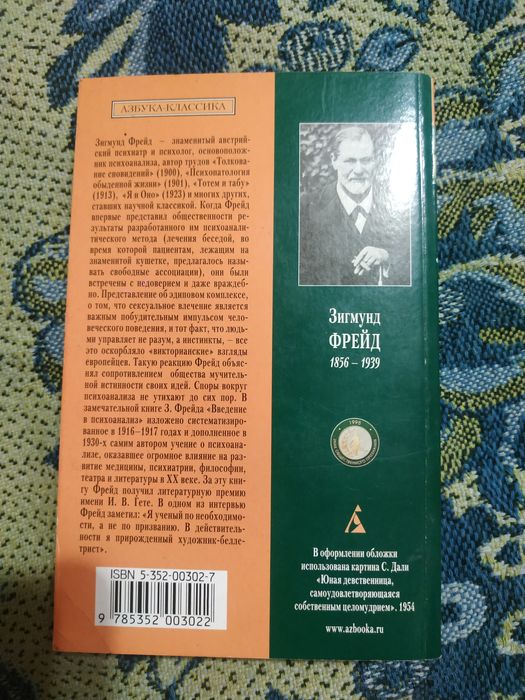 АЗБУКА-КЛАССИКА
Зигмунд Фрейд – знаменитый австрий-
ский психиатр и психолог, основополож-
ник психоанализа, автор трудов «Толкова-
ние сновидений» (1900), «Психопатология
обыденной жизни» (1901), «Тотем и табу»
(1913), «Я и Оно» (1923) и многих других,
ставших научной классикой. Когда Фрейд
впервые представил общественности ре-
зультаты разработанного им психоанали-
тического метода (лечения беседой, во
время которой пациентам, лежащим на
знаменитой кушетке, предлагалось назы-
вать свободные ассоциации), они были
встречены с недоверием и даже враждеб-
но. Представление об эдиповом комплексе,
о том, что сексуальное влечение является
важным побудительным импульсом чело-
веческого поведения, и тот факт, что людь-
ми управляет не разум, а инстинкты, – все
это оскорбляло «викторианские» взгляды
европейцев. Такую реакцию Фрейд объяс-
нял сопротивлением общества мучитель-
ной истинности своих идей. Споры вокруг
психоанализа не утихают до сих пор. В
замечательной книге З. Фрейда «Введение
в психоанализ» изложено систематизиро-
ванное в 1916–1917 годах и дополненное в
1930-х самим автором учение о психоана-
лизе, оказавшее огромное влияние на раз-
витие медицины, психиатрии, философии,
театра и литературы в XX веке. За эту кни-
гу Фрейд получил литературную премию
имени И. В. Гете. В одном из интервью
Фрейд заметил: «Я ученый по необходимо-
сти, а не по призванию. В действительно-
сти я прирожденный художник-беллет-
рист».
ISBN 5-352-00302-7
9 785352 003022
Зигмунд
ФРЕЙД
1856 – 1939
1998
В оформлении обложки
использована картина С. Дали
«Юная девственница,
самоудовлетворяющаяся
собственным целомудрием». 1954
www.azbooka.ru